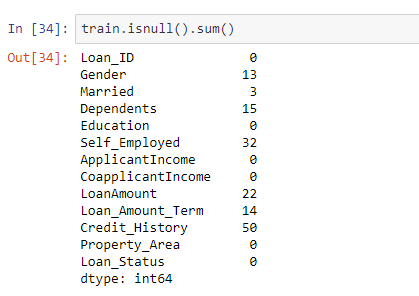 In [34]: train.isnull().sum()
Out[34]: Loan_ID 0
Gender 13
Married 3
Dependents 15
Education 0
Self_Employed 32
ApplicantIncome 0
CoapplicantIncome 0
LoanAmount 22
Loan_Amount_Term 14
Credit_History 50
Property_Area 0
Loan_Status 0
dtype: int64